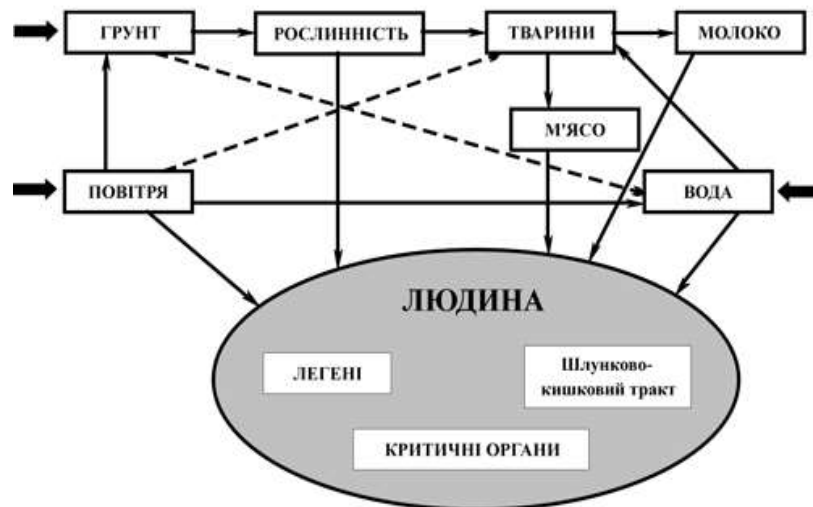 ГРУНТ
РОСЛИННІСТЬ
ТВАРИНИ
МОЛОКО
М'ЯСО
ПОВІТРЯ
ВОДА
ЛЮДИНА
ЛЕГЕНІ
Шлунково-
кишковий тракт
КРИТИЧНІ ОРГАНИ